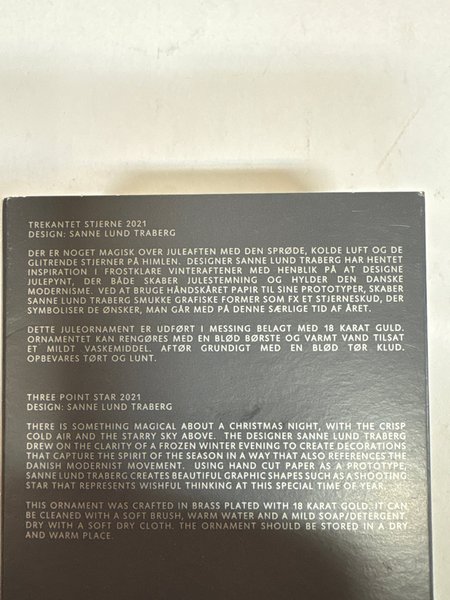 TREKANTET STJERNE 2021
DESIGN: SANNE LUND TRABERG
DER ER NOGET MAGISK OVER JULEAFTEN MED DEN SPRØDE, KOLDE LUFT OG DE
GLITRENDE STJERNER PÅ HIMLEN. DESIGNER SANNE LUND TRABERG HAR HENTET
INSPIRATION I FROSTKLARE VINTERAFTENER MED HENBLIK PÅ AT DESIGNE
JULEPYNT, DER BÅDE SKABER JULESTEMNING OG HYLDER DEN DANSKE
MODERNISME. VED AT BRUGE HÅNDSKÅRET PAPIR TIL SINE PROTOTYPER, SKABER
SANNE LUND TRABERG SMUKKE GRAFISKE FORMER SOM FX ET STJERNESKUD, DER
SYMBOLISER DE ØNSKER, MAN GÅR MED PÅ DENNE SÆRLIGE TID AF ÅRET.
DETTE JULEORNAMENT ER UDFØRT I MESSING BELAGT MED 18 KARAT GULD.
ORNAMENTET KAN RENGØRES MED EN BLØD BØRSTE OG VARMT VAND TILSAT
ET MILDT VASKEMIDDEL. AFTØR GRUNDIGT MED EN BLØD TØR KLUD.
OPBEVARES TØRT OG LUNT.
THREE POINT STAR 2021
DESIGN: SANNE LUND TRABERG
THERE IS SOMETHING MAGICAL ABOUT A CHRISTMAS NIGHT, WITH THE CRISP
COLD AIR AND THE STARRY SKY ABOVE. THE DESIGNER SANNE LUND TRABERG
DREW ON THE CLARITY OF A FROZEN WINTER EVENING TO CREATE DECORATIONS
THAT CAPTURE THE SPIRIT OF THE SEASON IN A WAY THAT ALSO REFERENCES THE
DANISH MODERNIST MOVEMENT. USING HAND CUT PAPER AS A PROTOTYPE,
SANNE LUND TRABERG CREATES BEAUTIFUL GRAPHIC SHAPES SUCH AS A SHOOTING
STAR THAT REPRESENTS WISHFUL THINKING AT THIS SPECIAL TIME OF YEAR.
THIS ORNAMENT WAS CRAFTED IN BRASS PLATED WITH 18 KARAT GOLD. IT CAN
BE CLEANED WITH A SOFT BRUSH, WARM WATER AND A MILD SOAP/DETERGENT.
DRY WITH A SOFT DRY CLOTH. THE ORNAMENT SHOULD BE STORED IN A DRY
AND WARM PLACE.